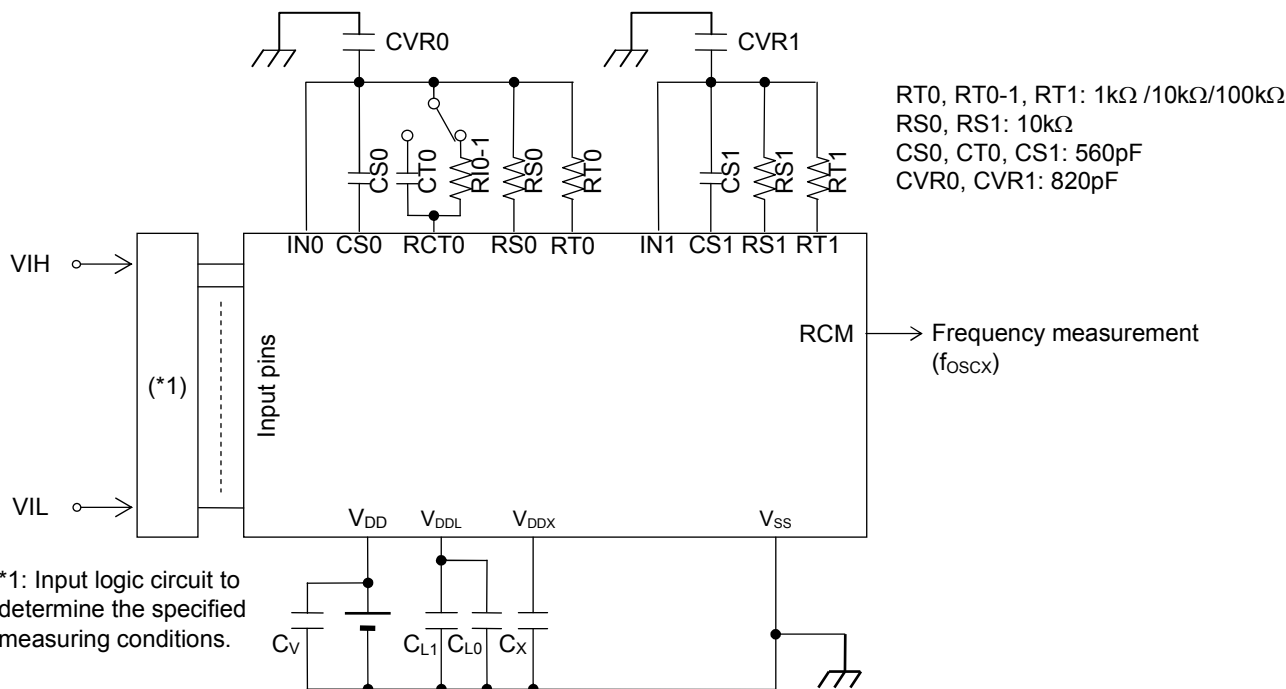 CVR0
CVR1
RT0, RT0-1, RT1: 1kΩ /10kΩ/100kΩ
RS0, RS1: 10kΩ
CS0, CT0, CS1: 560pF
CVR0, CVR1: 820pF
CS0
CT0
RI0-1
RS0
RT0
CS1
RS1
RT1
IN0 CS0 RCT0 RS0 RT0
IN1 CS1 RS1 RT1
VIH
(*1)
Input pins
VIL
RCM
Frequency measurement
(fOSCX)
VDD VDDL VDDX VSS
*1: Input logic circuit to
determine the specified
measuring conditions.
CV
CL1
CL0
CX